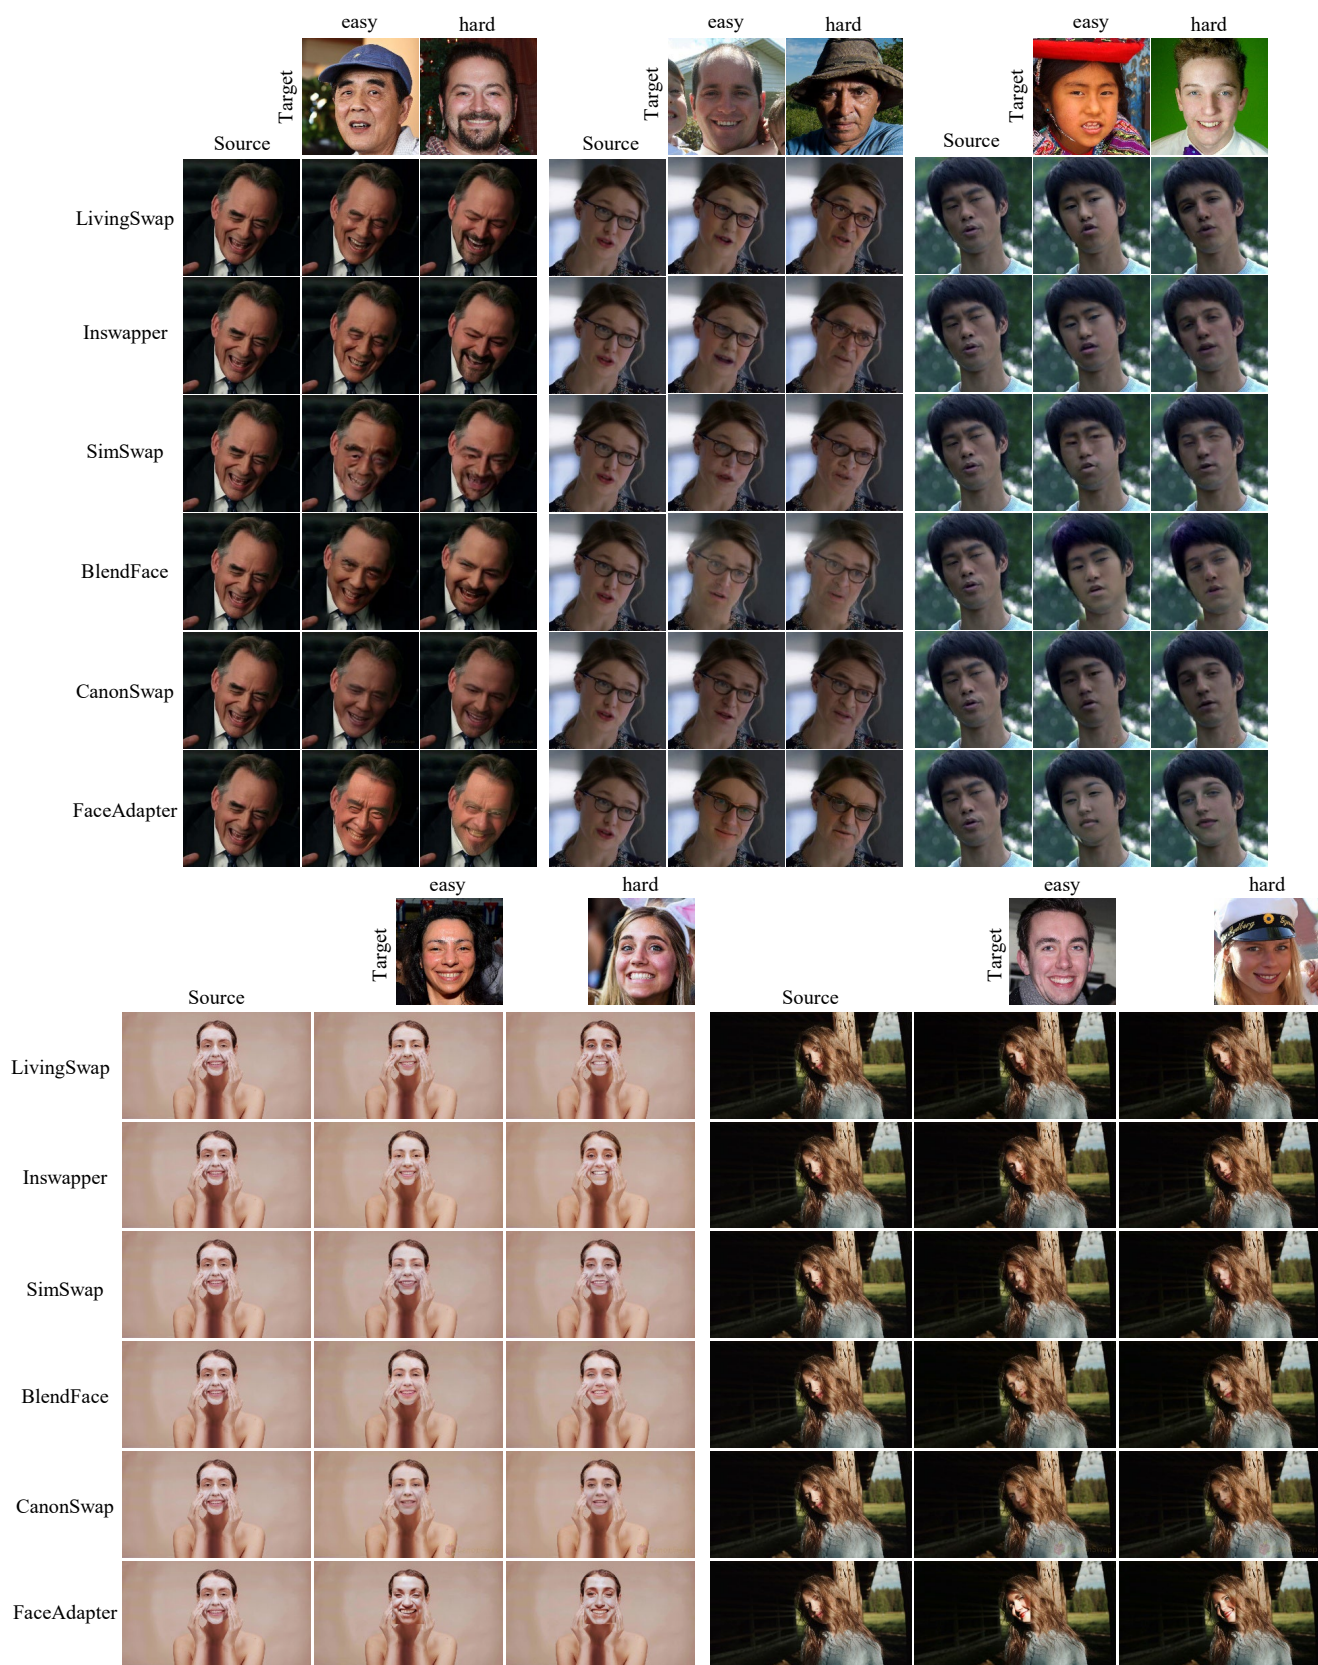 easy hard easy hard easy hard
Target Target Target
Source Source Source
LivingSwap
Inswapper
SimSwap
BlendFace
CanonSwap
FaceAdapter
easy hard easy hard
Target Target
Source Source
LivingSwap
Inswapper
SimSwap
BlendFace
CanonSwap
FaceAdapter